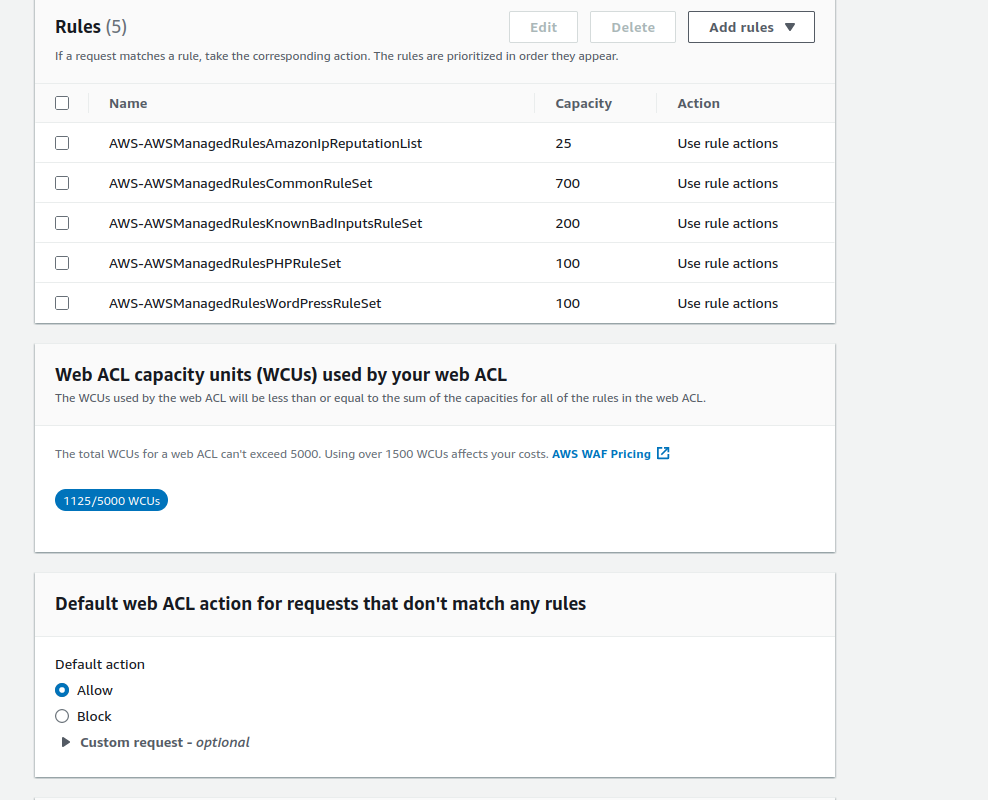 Rules (5)
Edit
Delete
Add rules
If a request matches a rule, take the corresponding action. The rules are prioritized in order they appear.
Name Capacity Action
AWS-AWSManagedRulesAmazonIpReputationList 25 Use rule actions
AWS-AWSManagedRulesCommonRuleSet 700 Use rule actions
AWS-AWSManagedRulesKnownBadInputsRuleSet 200 Use rule actions
AWS-AWSManagedRulesPHPRuleSet 100 Use rule actions
AWS-AWSManagedRulesWordPressRuleSet 100 Use rule actions
Web ACL capacity units (WCUs) used by your web ACL
The WCUs used by the web ACL will be less than or equal to the sum of the capacities for all of the rules in the web ACL.
The total WCUs for a web ACL can't exceed 5000. Using over 1500 WCUs affects your costs. AWS WAF Pricing
1125/5000 WCUs
Default web ACL action for requests that don't match any rules
Default action
Allow
Block
Custom request - optional